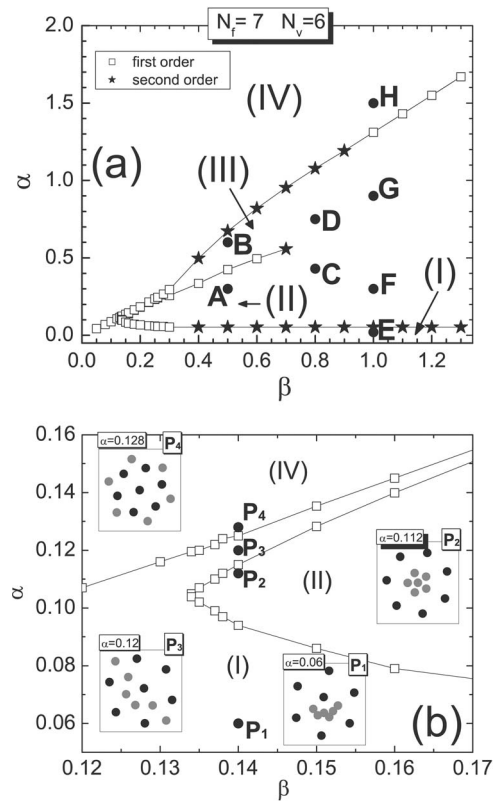 N_f = 7 N_v = 6
first order
second order
(a)
(IV)
(III)
(II)
(I)
A
B
C
D
E
F
G
H
α
2.0
1.5
1.0
0.5
0.0
0.0 0.2 0.4 0.6 0.8 1.0 1.2
β
α=0.128 P₄
(IV)
P₄
P₃
P₂
(II)
α=0.112 P₂
α=0.12 P₃
(I)
α=0.06 P₁
P₁
(b)
α
0.16
0.14
0.12
0.10
0.08
0.06
0.12 0.13 0.14 0.15 0.16 0.17
β